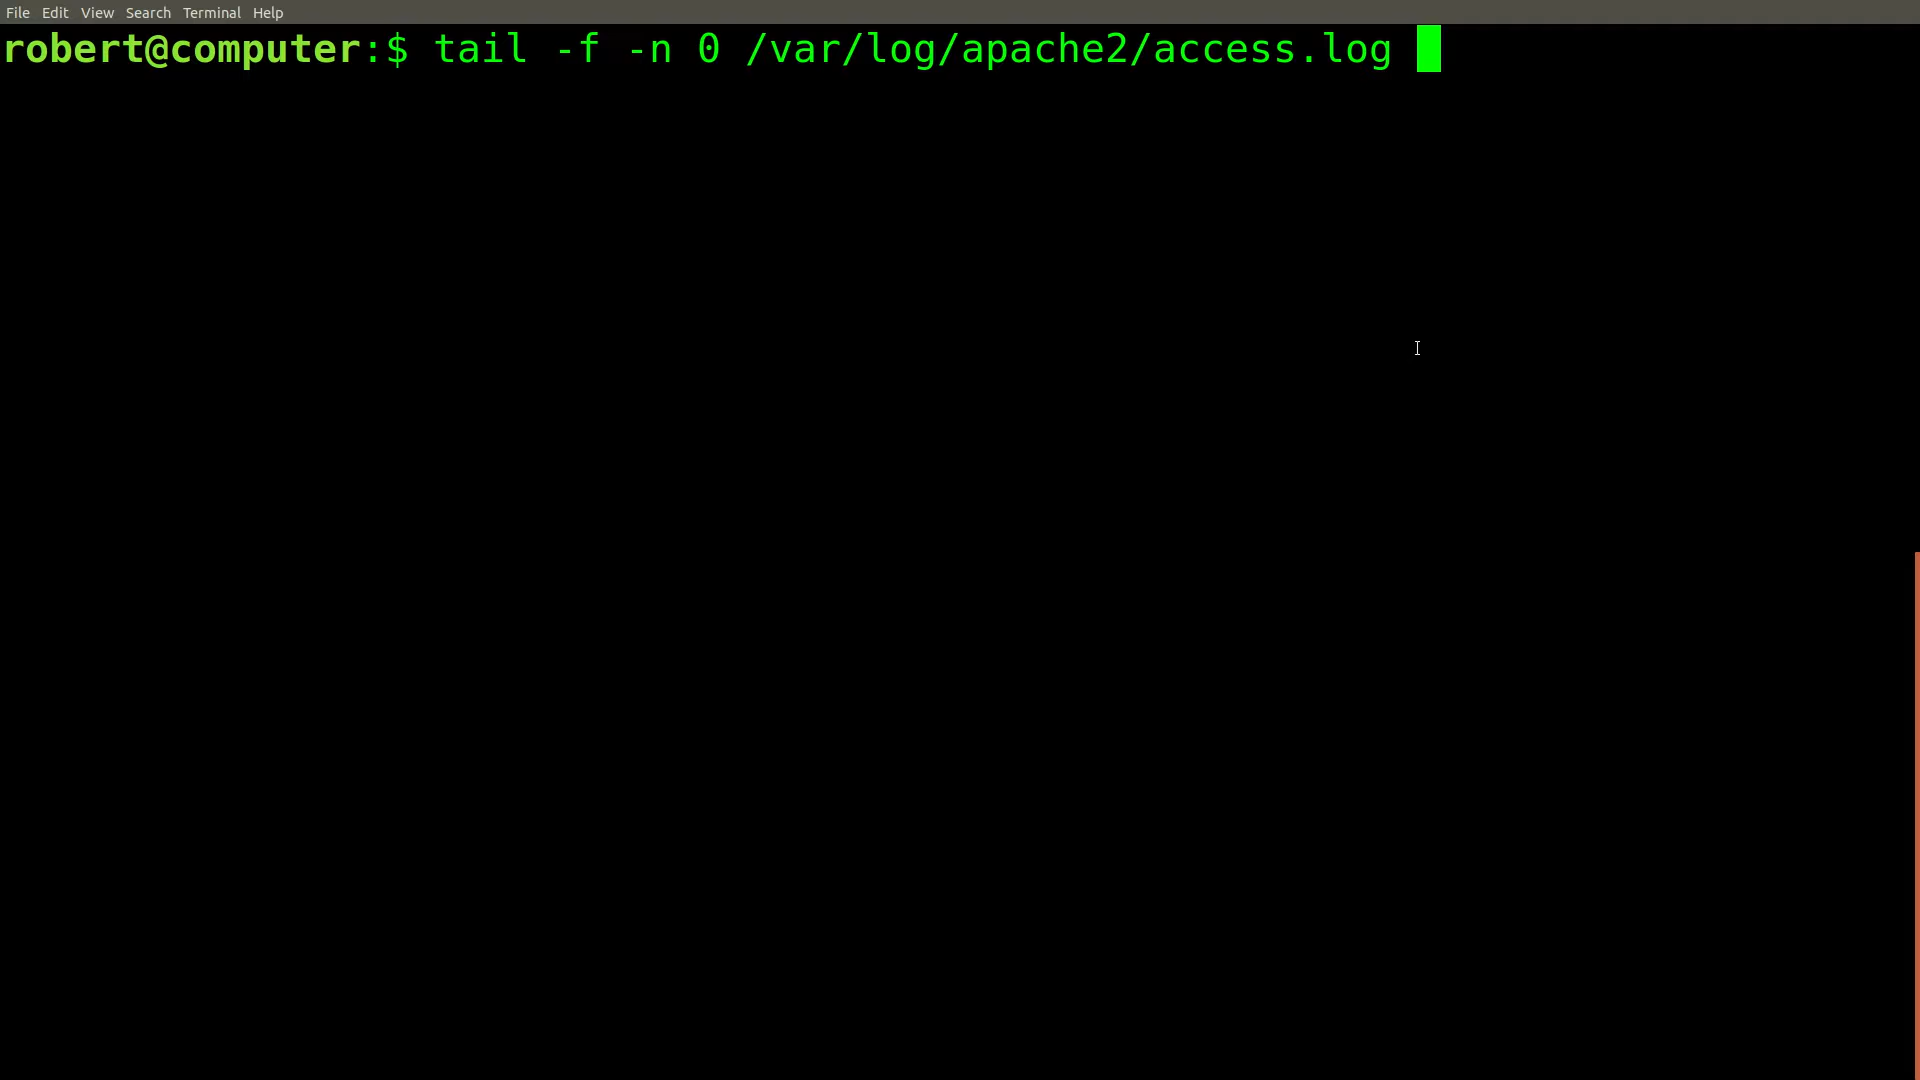 File Edit View Search Terminal Help
robert@computer:$ tail -f -n 0 /var/log/apache2/access.log